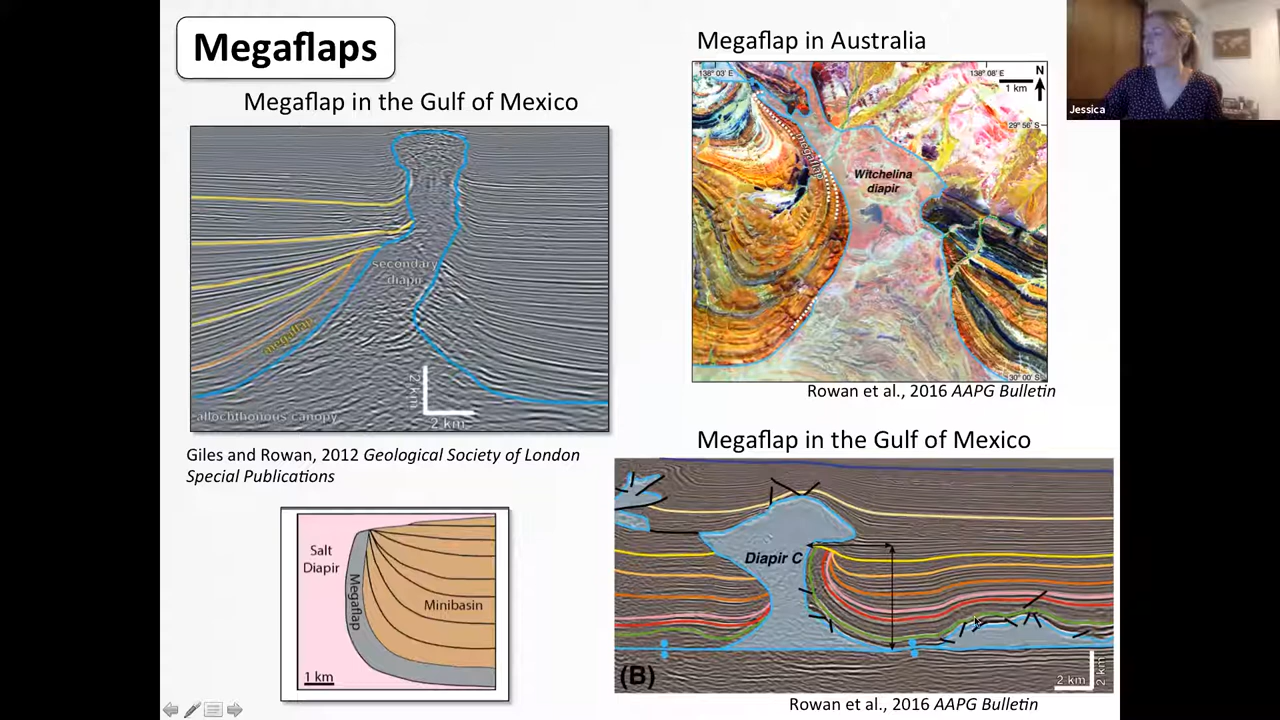 Megaflaps
Megaflap in the Gulf of Mexico
secondary
diapir
megaflap
2 km
2 km
allochthonous canopy
Giles and Rowan, 2012 Geological Society of London
Special Publications
Salt
Diapir
Megaflap
Minibasin
1 km
Megaflap in Australia
138° 03' E
138° 08' E
N
1 km
29° 56' S
megaflap
Witchelina
diapir
30° 00' S
Rowan et al., 2016 AAPG Bulletin
Megaflap in the Gulf of Mexico
Diapir C
(B)
2 km
2 km
Rowan et al., 2016 AAPG Bulletin
Jessica